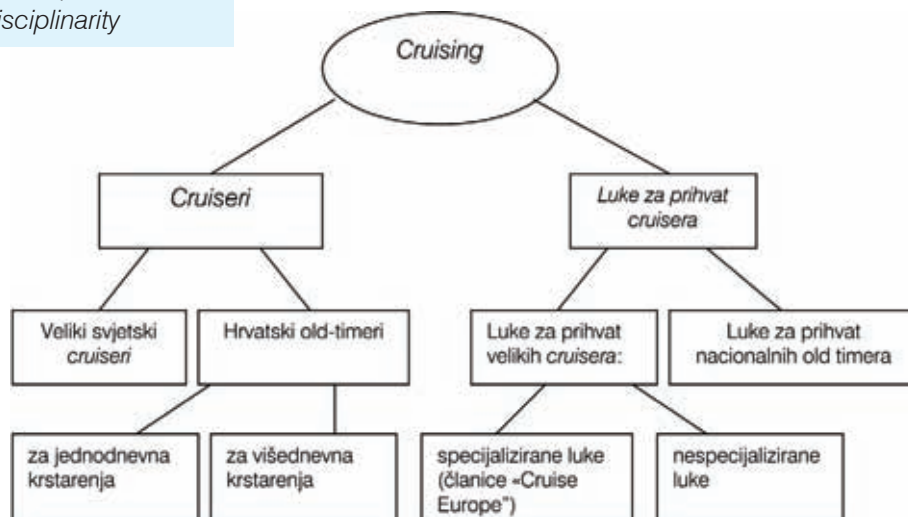 isciplinarity
Cruising
Cruiseri
Luke za prihvat
cruisera
Veliki svjetski
cruiseri
Hrvatski old-timeri
Luke za prihvat
velikih cruisera:
Luke za prihvat
nacionalnih old timera
za jednodnevna
krstarenja
za višednevna
krstarenja
specijalizirane luke
(članice «Cruise
Europe")
nespecijalizirane
luke